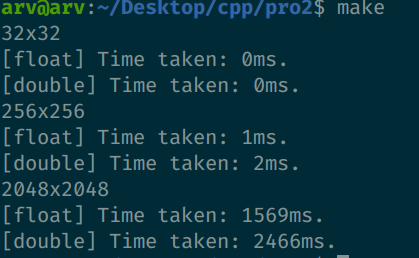 arv@arv:~/Desktop/cpp/pro2$ make
32x32
[float] Time taken: 0ms.
[double] Time taken: 0ms.
256x256
[float] Time taken: 1ms.
[double] Time taken: 2ms.
2048x2048
[float] Time taken: 1569ms.
[double] Time taken: 2466ms.